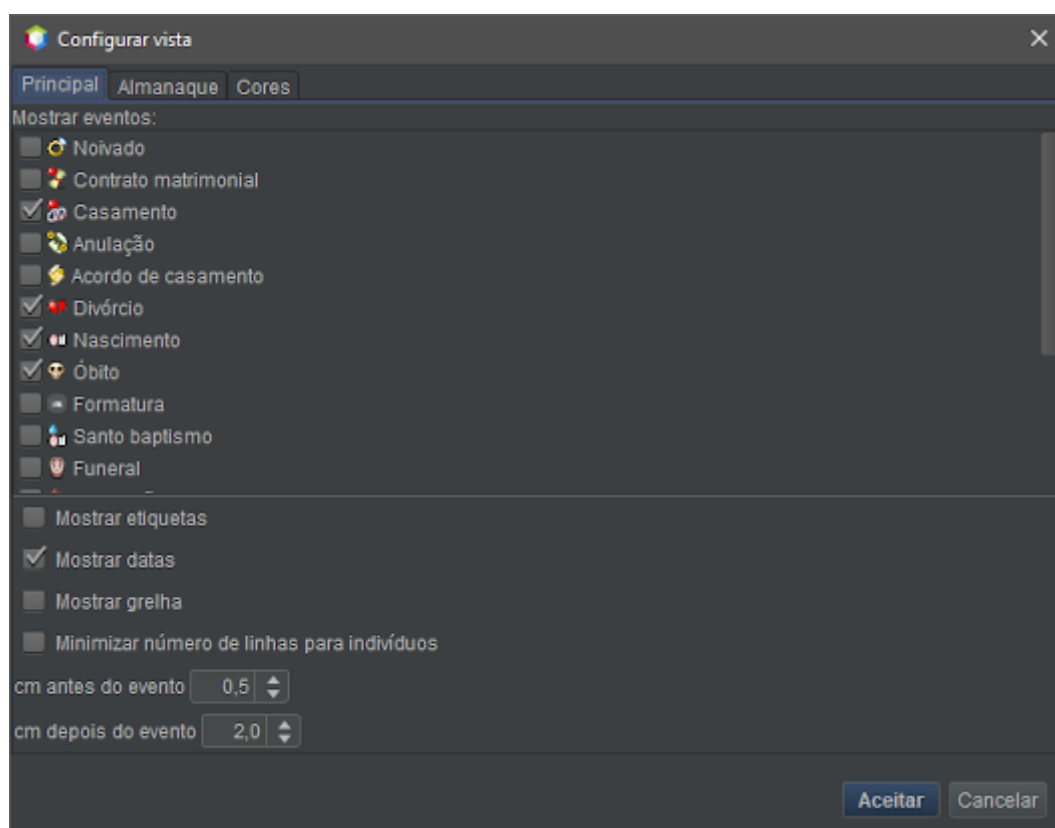 Configurar vista
Principal Almanaque Cores
Mostrar eventos:
Noivado
Contrato matrimonial
Casamento
Anulação
Acordo de casamento
Divórcio
Nascimento
Óbito
Formatura
Santo baptismo
Funeral
Mostrar etiquetas
Mostrar datas
Mostrar grelha
Minimizar número de linhas para indivíduos
cm antes do evento 0,5
cm depois do evento 2,0
Aceitar Cancelar